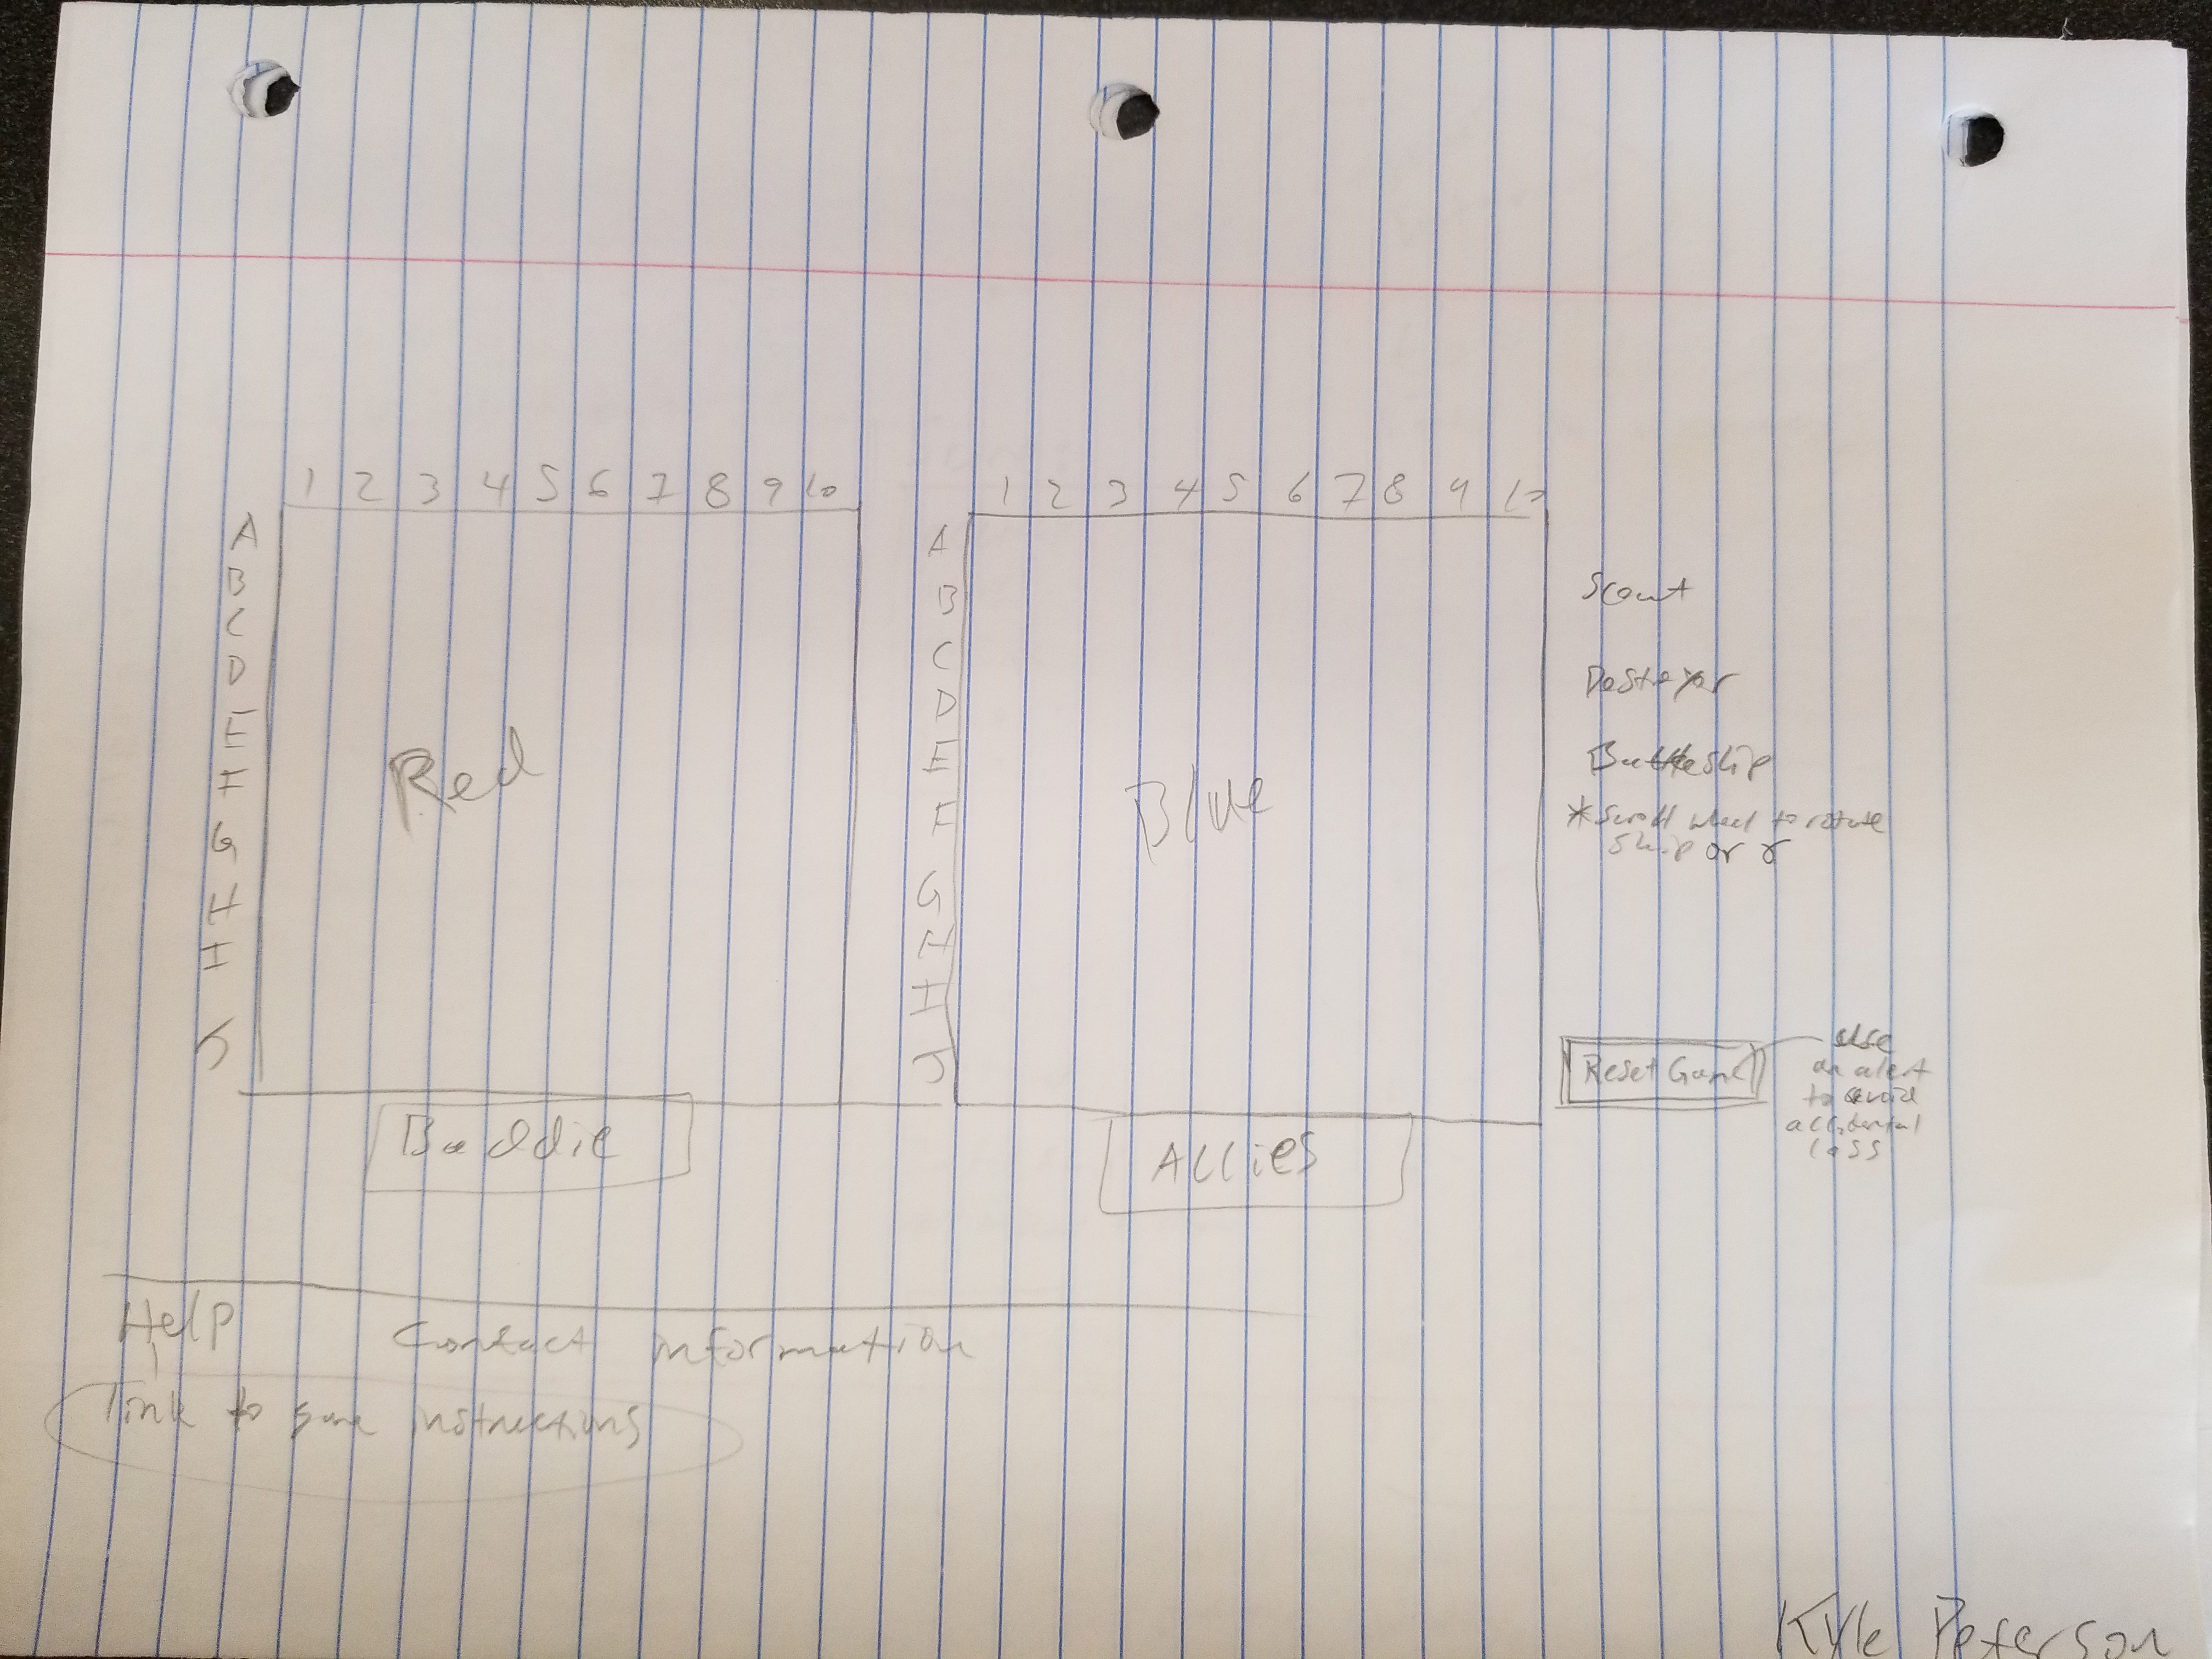 1 2 3 4 5 6 7 8 9 10
A
B
C
D
E
F
G
H
I
J
Red
Baddie
1 2 3 4 5 6 7 8 9 10
A
B
C
D
E
F
G
H
I
J
Blue
Allies
Scout
Destroyer
Battleship
*Scroll wheel to rotate
ship or r
Reset Game
use
an alert
to avoid
accidental
loss
Help Contact information
link to game instructions
Kyle Peterson